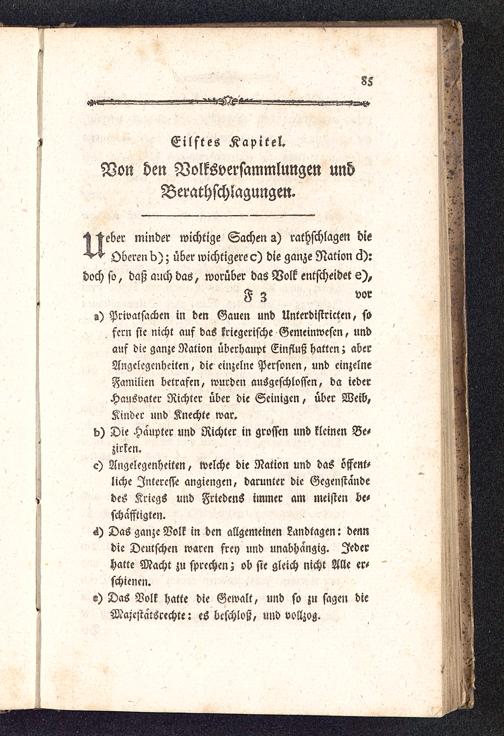 85
Eilftes Kapitel.
Von den Volksversammlungen und
Berathschlagungen.
Ueber minder wichtige Sachen a) rathschlagen die
Oberen b); über wichtigere c) die ganze Nation d):
doch so, daß auch das, worüber das Volk entscheidet e),
F 3 vor
a) Privatsachen in den Gauen und Unterdistricten, so
fern sie nicht auf das kriegerische Gemeinwesen, und
auf die ganze Nation überhaupt Einfluß hatten; aber
Angelegenheiten, die einzelne Personen, und einzelne
Familien betrafen, wurden ausgeschlossen, da jeder
Hausvater Richter über die Seinigen, über Weib,
Kinder und Knechte war.
b) Die Häupter und Richter in grossen und kleinen Be-
zirken.
c) Angelegenheiten, welche die Nation und das öffent-
liche Interesse angiengen, darunter die Gegenstände
des Kriegs und Friedens immer am meisten be-
schäfftigten.
d) Das ganze Volk in den allgemeinen Landtagen: denn
die Deutschen waren frey und unabhängig. Jeder
hatte Macht zu sprechen; ob sie gleich nicht Alle er-
schienen.
e) Das Volk hatte die Gewalt, und so zu sagen die
Majestätsrechte: es beschloß, und vollzog.